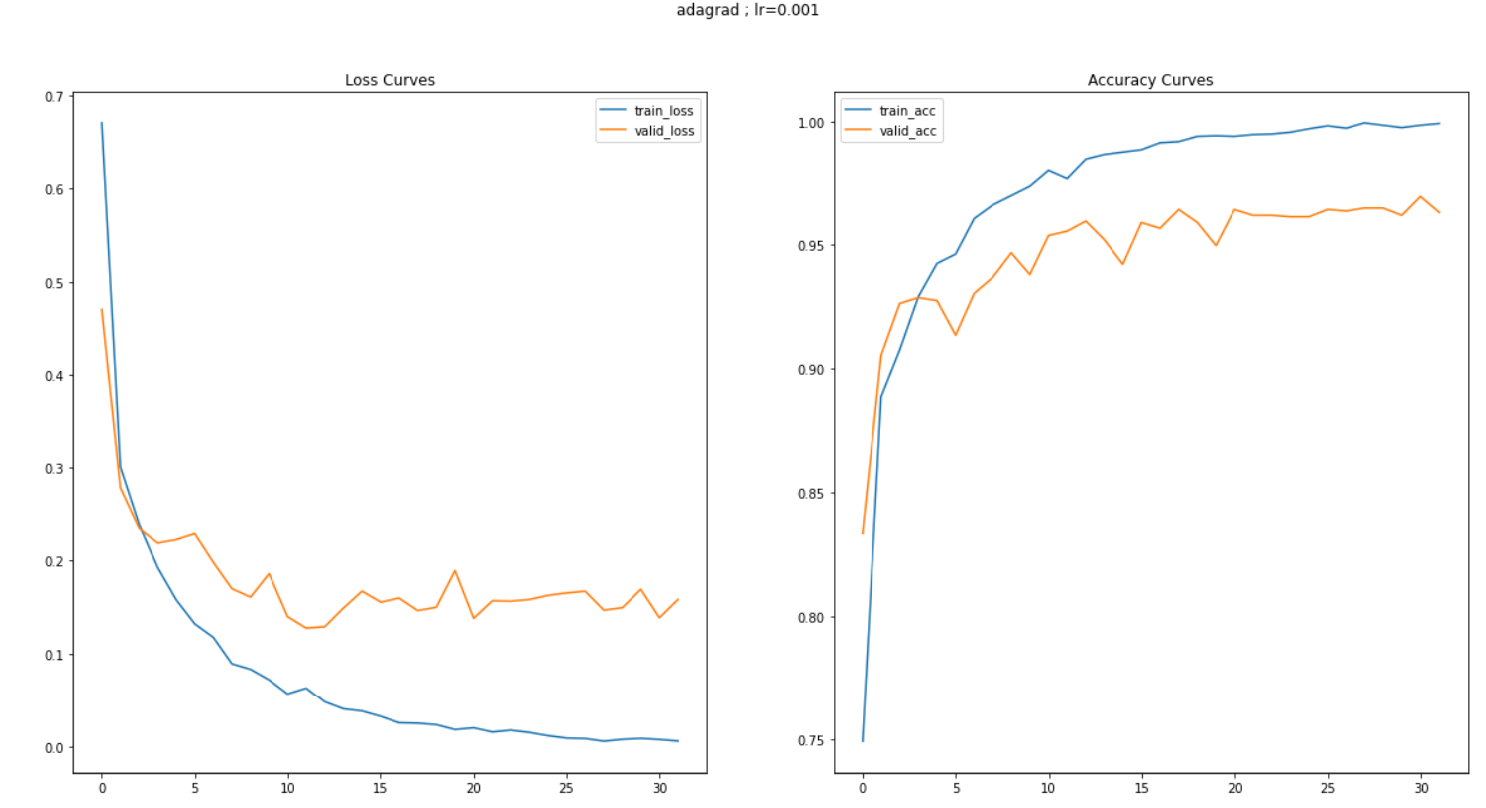 adagrad ; lr=0.001
Loss Curves
train_loss
valid_loss
0.7
0.6
0.5
0.4
0.3
0.2
0.1
0.0
0 5 10 15 20 25 30
Accuracy Curves
train_acc
valid_acc
1.00
0.95
0.90
0.85
0.80
0.75
0 5 10 15 20 25 30